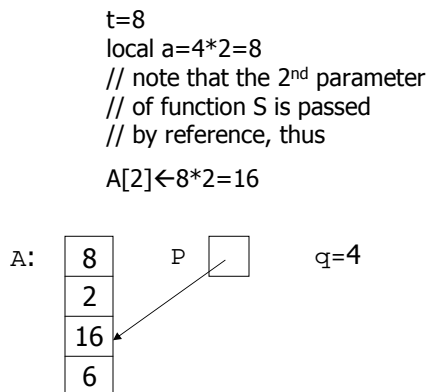 t=8
local a=4*2=8
// note that the 2nd parameter
// of function S is passed
// by reference, thus
A[2]←8*2=16
A: 8 P q=4
2
16
6